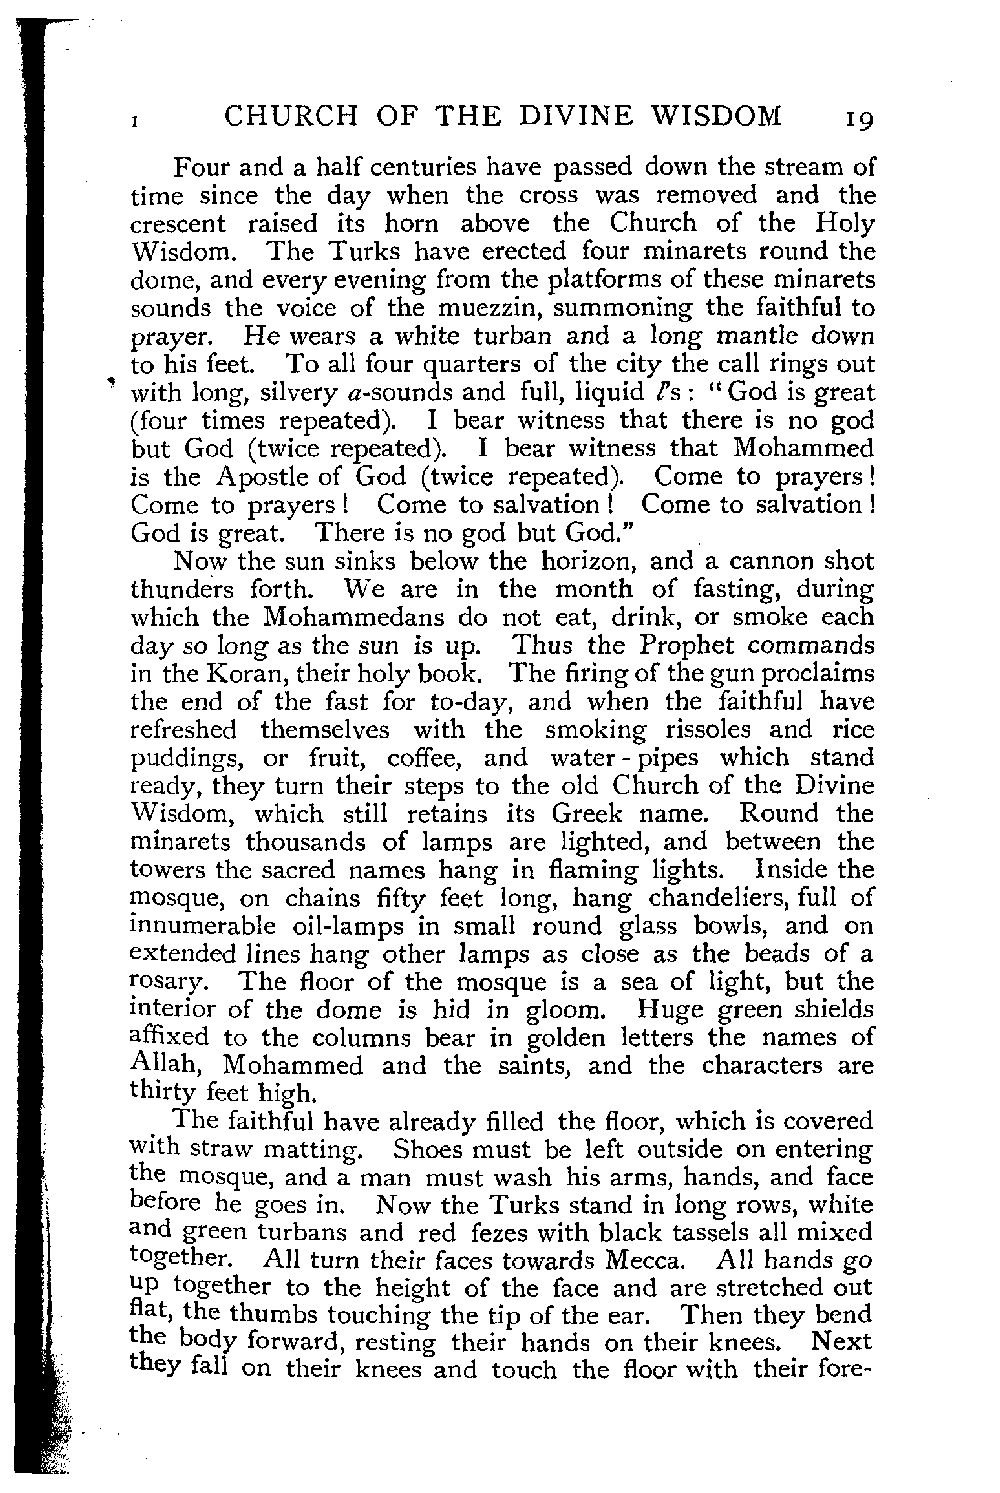 I CHURCH OF THE DIVINE WISDOM 19
Four and a half centuries have passed down the stream of
time since the day when the cross was removed and the
crescent raised its horn above the Church of the Holy
Wisdom. The Turks have erected four minarets round the
dome, and every evening from the platforms of these minarets
sounds the voice of the muezzin, summoning the faithful to
prayer. He wears a white turban and a long mantle down
to his feet. To all four quarters of the city the call rings out
with long, silvery a-sounds and full, liquid l's : "God is great
(four times repeated). I bear witness that there is no god
but God (twice repeated). I bear witness that Mohammed
is the Apostle of God (twice repeated). Come to prayers!
Come to prayers! Come to salvation! Come to salvation!
God is great. There is no god but God."
Now the sun sinks below the horizon, and a cannon shot
thunders forth. We are in the month of fasting, during
which the Mohammedans do not eat, drink, or smoke each
day so long as the sun is up. Thus the Prophet commands
in the Koran, their holy book. The firing of the gun proclaims
the end of the fast for to-day, and when the faithful have
refreshed themselves with the smoking rissoles and rice
puddings, or fruit, coffee, and water-pipes which stand
ready, they turn their steps to the old Church of the Divine
Wisdom, which still retains its Greek name. Round the
minarets thousands of lamps are lighted, and between the
towers the sacred names hang in flaming lights. Inside the
mosque, on chains fifty feet long, hang chandeliers, full of
innumerable oil-lamps in small round glass bowls, and on
extended lines hang other lamps as close as the beads of a
rosary. The floor of the mosque is a sea of light, but the
interior of the dome is hid in gloom. Huge green shields
affixed to the columns bear in golden letters the names of
Allah, Mohammed and the saints, and the characters are
thirty feet high.
The faithful have already filled the floor, which is covered
with straw matting. Shoes must be left outside on entering
the mosque, and a man must wash his arms, hands, and face
before he goes in. Now the Turks stand in long rows, white
and green turbans and red fezes with black tassels all mixed
together. All turn their faces towards Mecca. All hands go
up together to the height of the face and are stretched out
flat, the thumbs touching the tip of the ear. Then they bend
the body forward, resting their hands on their knees. Next
they fall on their knees and touch the floor with their fore-